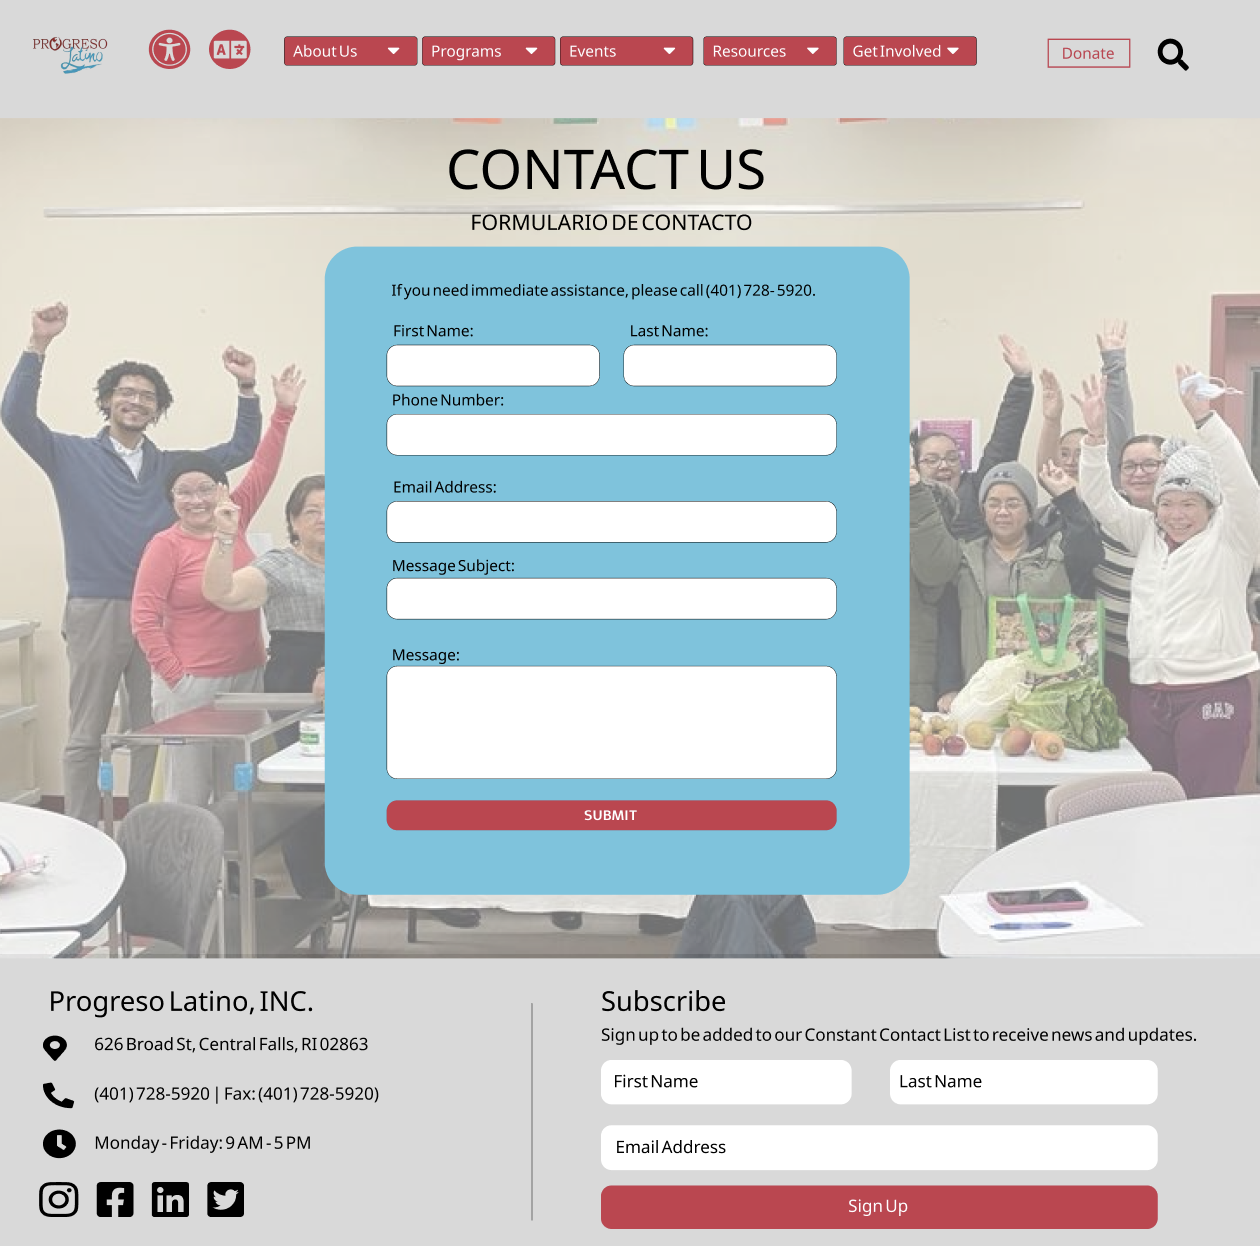 PROGRESO
Latino
About Us
Programs
Events
Resources
Get Involved
Donate
CONTACT US
FORMULARIO DE CONTACTO
If you need immediate assistance, please call (401) 728- 5920.
First Name:
Last Name:
Phone Number:
Email Address:
Message Subject:
Message:
SUBMIT
GAP
Progreso Latino, INC.
626 Broad St, Central Falls, RI 02863
(401) 728-5920 | Fax: (401) 728-5920)
Monday - Friday: 9 AM - 5 PM
Subscribe
Sign up to be added to our Constant Contact List to receive news and updates.
First Name
Last Name
Email Address
Sign Up